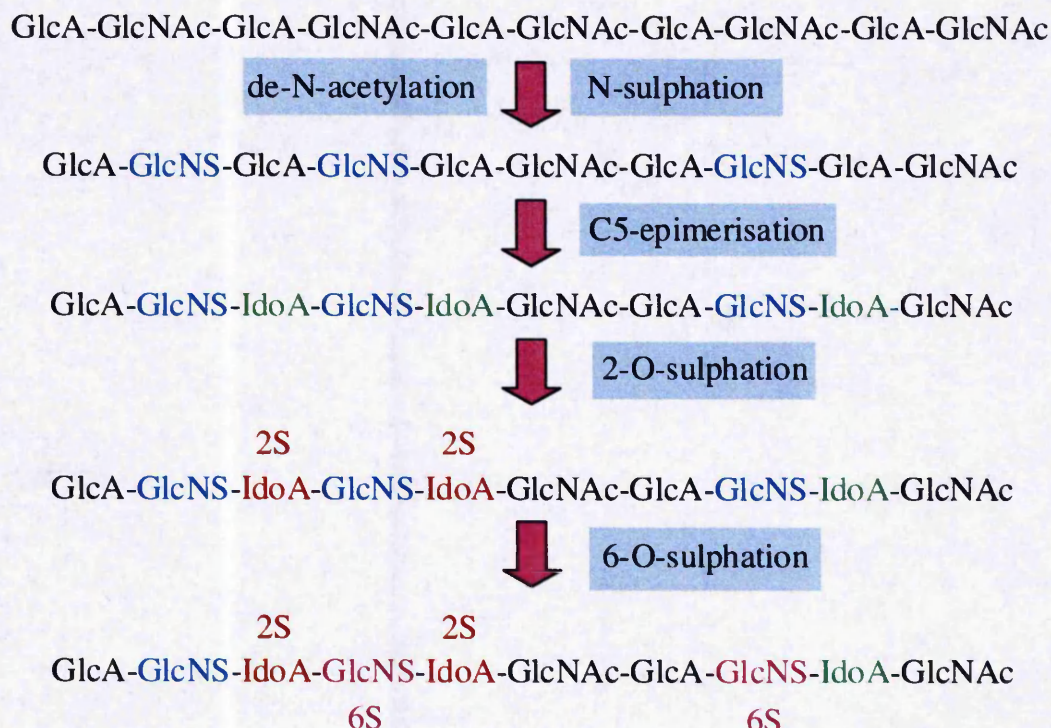 GlcA-GlcNAc-GlcA-GlcNAc-GlcA-GlcNAc-GlcA-GlcNAc-GlcA-GlcNAc
de-N-acetylation N-sulphation
GlcA-GlcNS-GlcA-GlcNS-GlcA-GlcNAc-GlcA-GlcNS-GlcA-GlcNAc
C5-epimerisation
GlcA-GlcNS-IdoA-GlcNS-IdoA-GlcNAc-GlcA-GlcNS-IdoA-GlcNAc
2-O-sulphation
2S 2S
GlcA-GlcNS-IdoA-GlcNS-IdoA-GlcNAc-GlcA-GlcNS-IdoA-GlcNAc
6-O-sulphation
2S 2S
GlcA-GlcNS-IdoA-GlcNS-IdoA-GlcNAc-GlcA-GlcNS-IdoA-GlcNAc
6S 6S